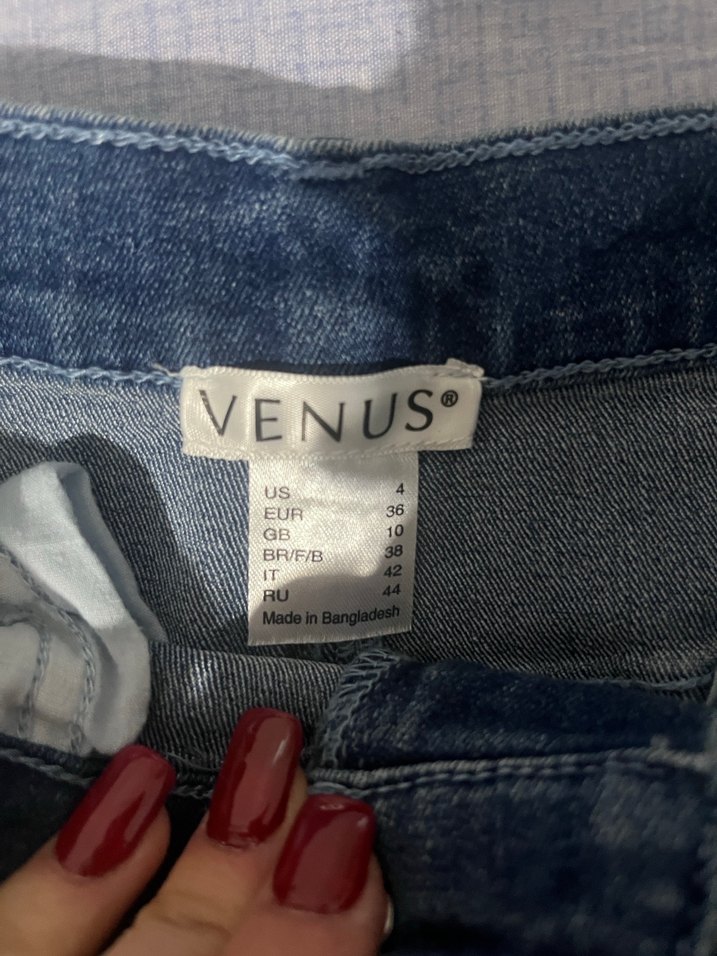 VENUS®
US 4
EUR 36
GB 10
BR/F/B 38
IT 42
RU 44
Made in Bangladesh